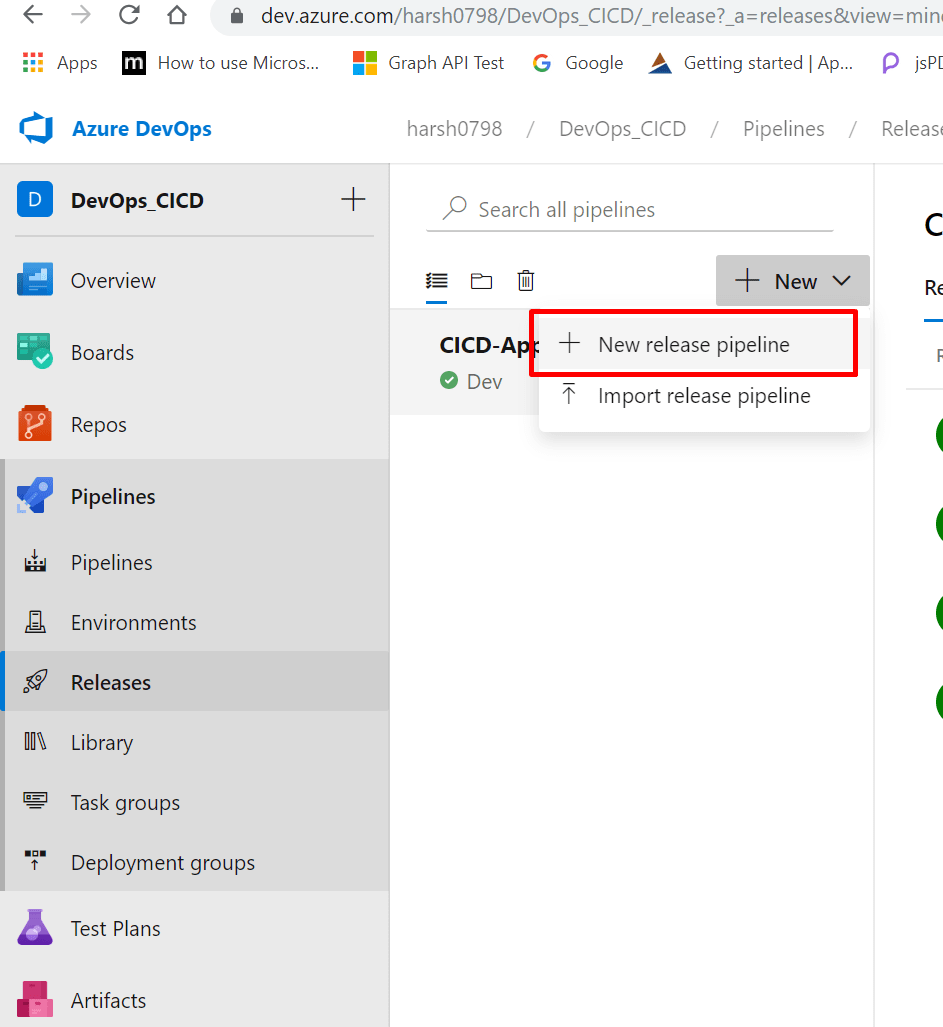 dev.azure.com/harsh0798/DevOps_CICD/_release?_a=releases&view=min
Apps m How to use Micros... Graph API Test Google Getting started | Ap... jsPD
Azure DevOps harsh0798 / DevOps_CICD / Pipelines / Release
D DevOps_CICD
Search all pipelines
C
Overview
New
Re
CICD-App
New release pipeline
Boards
R
Dev
Import release pipeline
Repos
Pipelines
Pipelines
Environments
Releases
Library
Task groups
Deployment groups
Test Plans
Artifacts